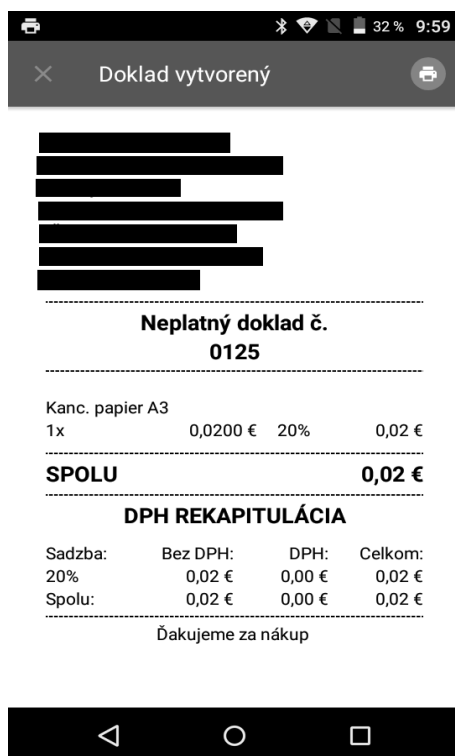 32 % 9:59
Doklad vytvorený
Neplatný doklad č.
0125
Kanc. papier A3
1x 0,0200 € 20% 0,02 €
SPOLU 0,02 €
DPH REKAPITULÁCIA
Sadzba: Bez DPH: DPH: Celkom:
20% 0,02 € 0,00 € 0,02 €
Spolu: 0,02 € 0,00 € 0,02 €
Ďakujeme za nákup